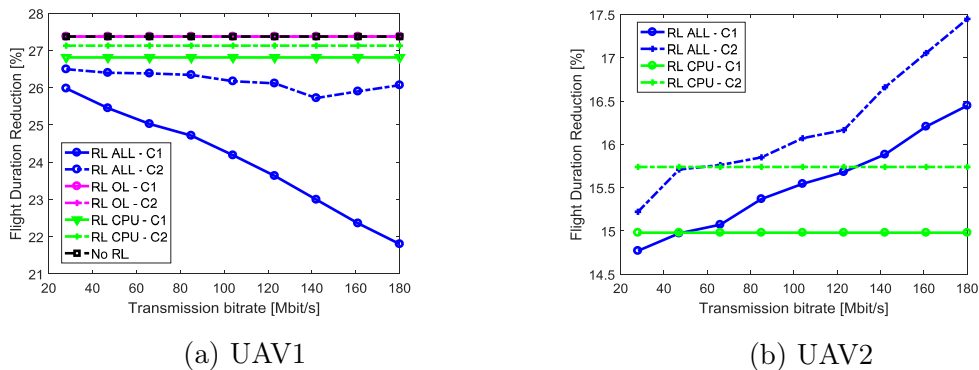 Flight Duration Reduction [%]
28
27
26
25
24
23
22
21
RL ALL - C1
RL ALL - C2
RL OL - C1
RL OL - C2
RL CPU - C1
RL CPU - C2
No RL
20 40 60 80 100 120 140 160 180
Transmission bitrate [Mbit/s]
(a) UAV1
Flight Duration Reduction [%]
17.5
17
16.5
16
15.5
15
14.5
RL ALL - C1
RL ALL - C2
RL CPU - C1
RL CPU - C2
20 40 60 80 100 120 140 160 180
Transmission bitrate [Mbit/s]
(b) UAV2